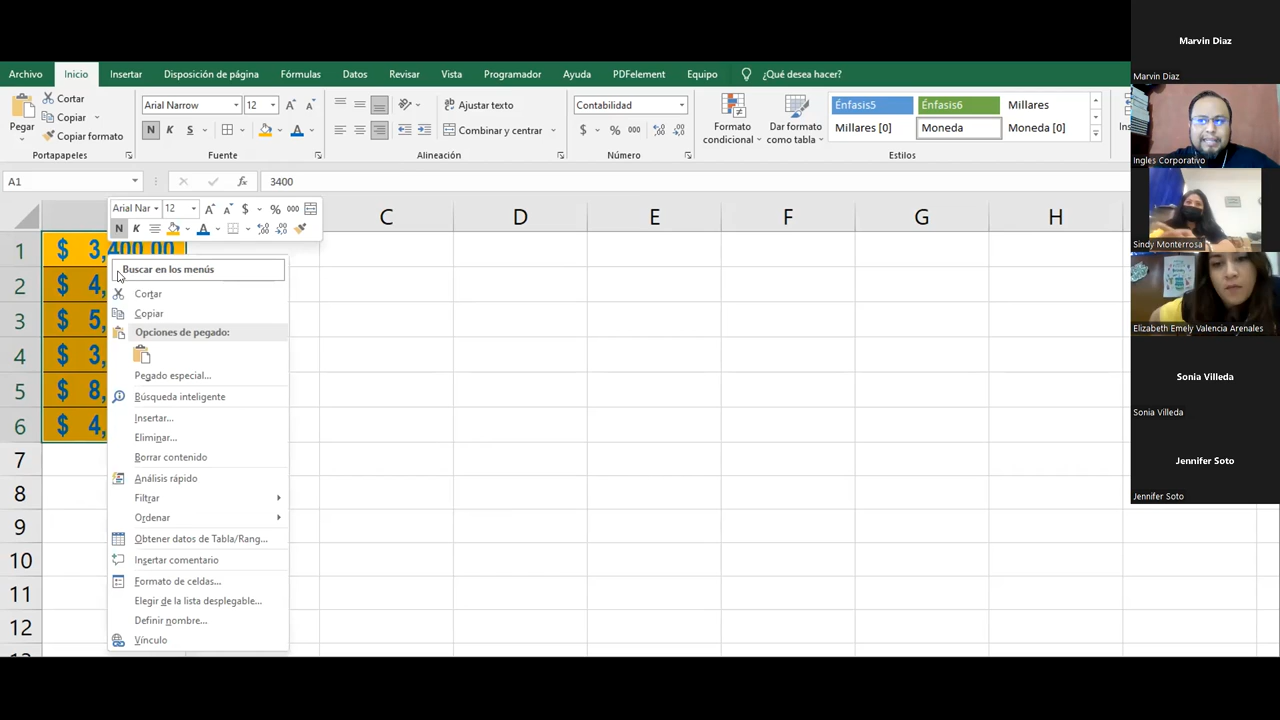 Archivo Inicio Insertar Disposición de página Fórmulas Datos Revisar Vista Programador Ayuda PDFelement Equipo ¿Qué desea hacer?
Pegar
Cortar
Copiar
Copiar formato
Portapapeles
Arial Narrow 12
N K S
Fuente
Ajustar texto
Combinar y centrar
Alineación
Contabilidad
$ % 000
Número
Formato condicional
Dar formato como tabla
Énfasis5 Énfasis6 Millares
Millares [0] Moneda Moneda [0]
Estilos
A1 3400
Arial Nar 12 $ % 000
N K
C D E F G H
1 $ 3,400.00
2 $ 4,
3 $ 5,
4 $ 3,
5 $ 8,
6 $ 4,
7
8
9
10
11
12
Buscar en los menús
Cortar
Copiar
Opciones de pegado:
Pegado especial...
Búsqueda inteligente
Insertar...
Eliminar...
Borrar contenido
Análisis rápido
Filtrar
Ordenar
Obtener datos de Tabla/Rang...
Insertar comentario
Formato de celdas...
Elegir de la lista desplegable...
Definir nombre...
Vínculo
Marvin Diaz
Marvin Diaz
Ingles Corporativo
Sindy Monterrosa
Elizabeth Emely Valencia Arenales
Sonia Villeda
Sonia Villeda
Jennifer Soto
Jennifer Soto